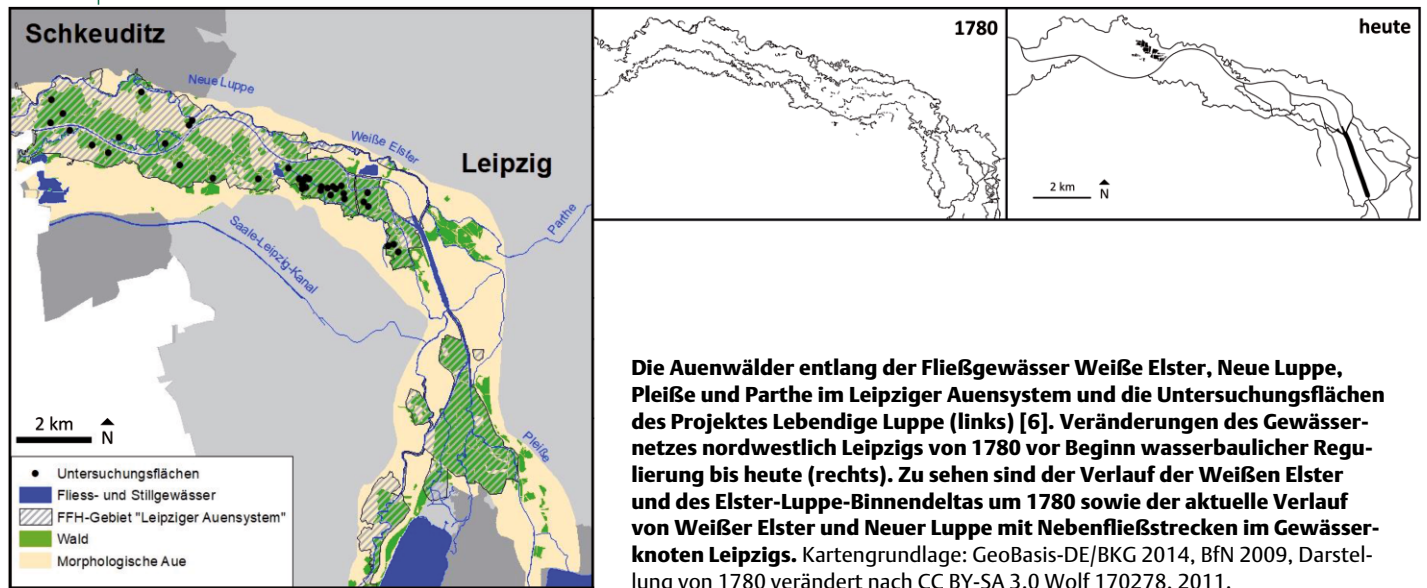 Schkeuditz
Neue Luppe
Weiße Elster
Leipzig
Parthe
Saale-Leipzig-Kanal
Pleiße
2 km
N
Untersuchungsflächen
Fliess- und Stillgewässer
FFH-Gebiet "Leipziger Auensystem"
Wald
Morphologische Aue
1780
heute
2 km
N
Die Auenwälder entlang der Fließgewässer Weiße Elster, Neue Luppe,
Pleiße und Parthe im Leipziger Auensystem und die Untersuchungsflächen
des Projektes Lebendige Luppe (links) [6]. Veränderungen des Gewässer-
netzes nordwestlich Leipzigs von 1780 vor Beginn wasserbaulicher Regu-
lierung bis heute (rechts). Zu sehen sind der Verlauf der Weißen Elster
und des Elster-Luppe-Binnendeltas um 1780 sowie der aktuelle Verlauf
von Weißer Elster und Neuer Luppe mit Nebenfließstrecken im Gewässer-
knoten Leipzigs. Kartengrundlage: GeoBasis-DE/BKG 2014, BfN 2009, Darstel-
lung von 1780 verändert nach CC BY-SA 3.0 Wolf 170278, 2011.